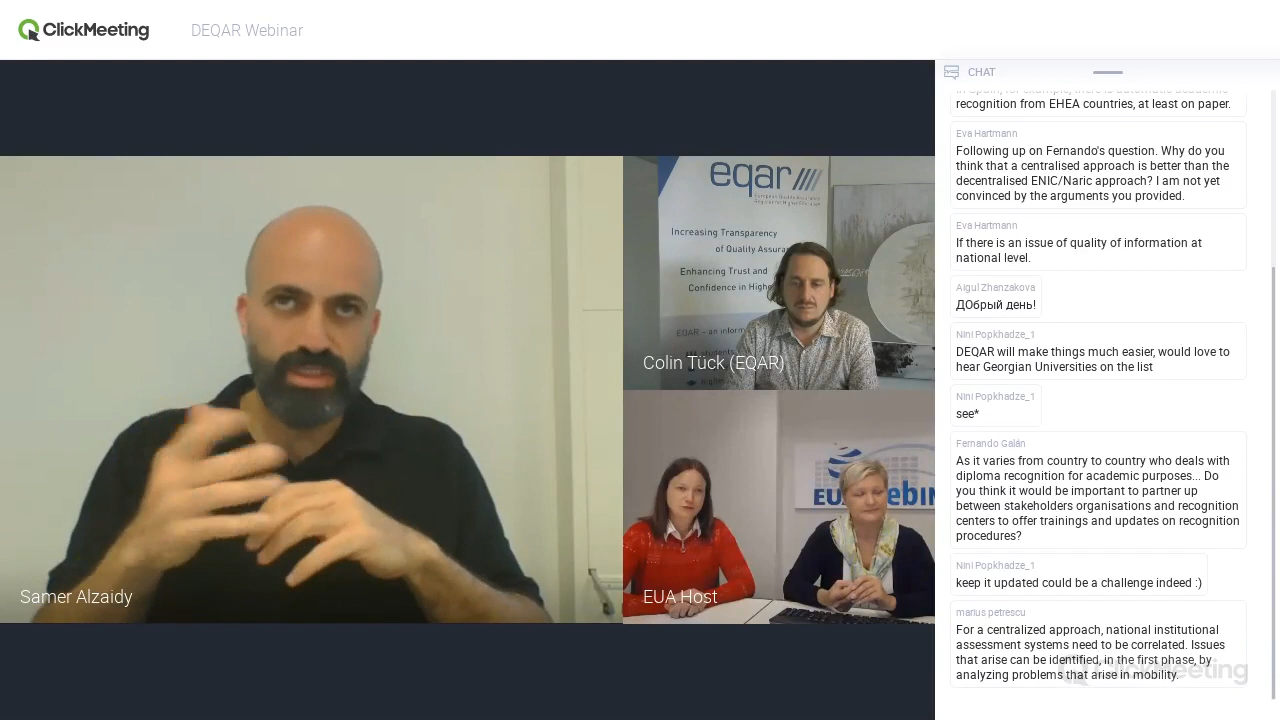 ClickMeeting
DEQAR Webinar
CHAT
recognition from EHEA countries, at least on paper.
Eva Hartmann
Following up on Fernando's question. Why do you
think that a centralised approach is better than the
decentralised ENIC/Naric approach? I am not yet
convinced by the arguments you provided.
Eva Hartmann
If there is an issue of quality of information at
national level.
Aigul Zhanzakova
ДОбрый день!
Nini Popkhadze_1
DEQAR will make things much easier, would love to
hear Georgian Universities on the list
Nini Popkhadze_1
see*
Fernando Galán
As it varies from country to country who deals with
diploma recognition for academic purposes... Do
you think it would be important to partner up
between stakeholders organisations and recognition
centers to offer trainings and updates on recognition
procedures?
Nini Popkhadze_1
keep it updated could be a challenge indeed :)
marius petrescu
For a centralized approach, national institutional
assessment systems need to be correlated. Issues
that arise can be identified, in the first phase, by
analyzing problems that arise in mobility.
ClickMeeting
eqar
Increasing Transparency
of Quality Assura
Enhancing Trust and
Confidence in Highe
EQAR – an inform
Colin Tück (EQAR)
Samer Alzaidy
EUA Host